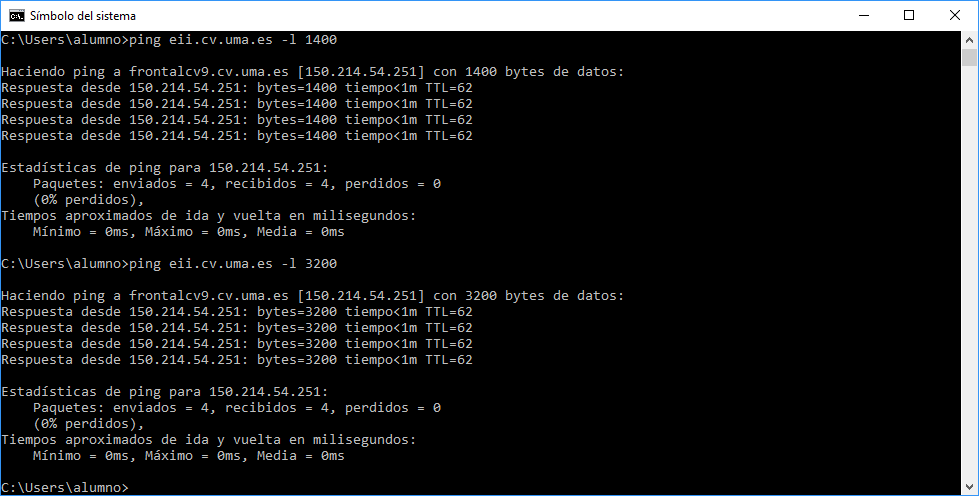 Símbolo del sistema
C:\Users\alumno>ping eii.cv.uma.es -l 1400
Haciendo ping a frontalcv9.cv.uma.es [150.214.54.251] con 1400 bytes de datos:
Respuesta desde 150.214.54.251: bytes=1400 tiempo<1m TTL=62
Respuesta desde 150.214.54.251: bytes=1400 tiempo<1m TTL=62
Respuesta desde 150.214.54.251: bytes=1400 tiempo<1m TTL=62
Respuesta desde 150.214.54.251: bytes=1400 tiempo<1m TTL=62
Estadísticas de ping para 150.214.54.251:
    Paquetes: enviados = 4, recibidos = 4, perdidos = 0
    (0% perdidos),
Tiempos aproximados de ida y vuelta en milisegundos:
    Mínimo = 0ms, Máximo = 0ms, Media = 0ms
C:\Users\alumno>ping eii.cv.uma.es -l 3200
Haciendo ping a frontalcv9.cv.uma.es [150.214.54.251] con 3200 bytes de datos:
Respuesta desde 150.214.54.251: bytes=3200 tiempo<1m TTL=62
Respuesta desde 150.214.54.251: bytes=3200 tiempo<1m TTL=62
Respuesta desde 150.214.54.251: bytes=3200 tiempo<1m TTL=62
Respuesta desde 150.214.54.251: bytes=3200 tiempo<1m TTL=62
Estadísticas de ping para 150.214.54.251:
    Paquetes: enviados = 4, recibidos = 4, perdidos = 0
    (0% perdidos),
Tiempos aproximados de ida y vuelta en milisegundos:
    Mínimo = 0ms, Máximo = 0ms, Media = 0ms
C:\Users\alumno>